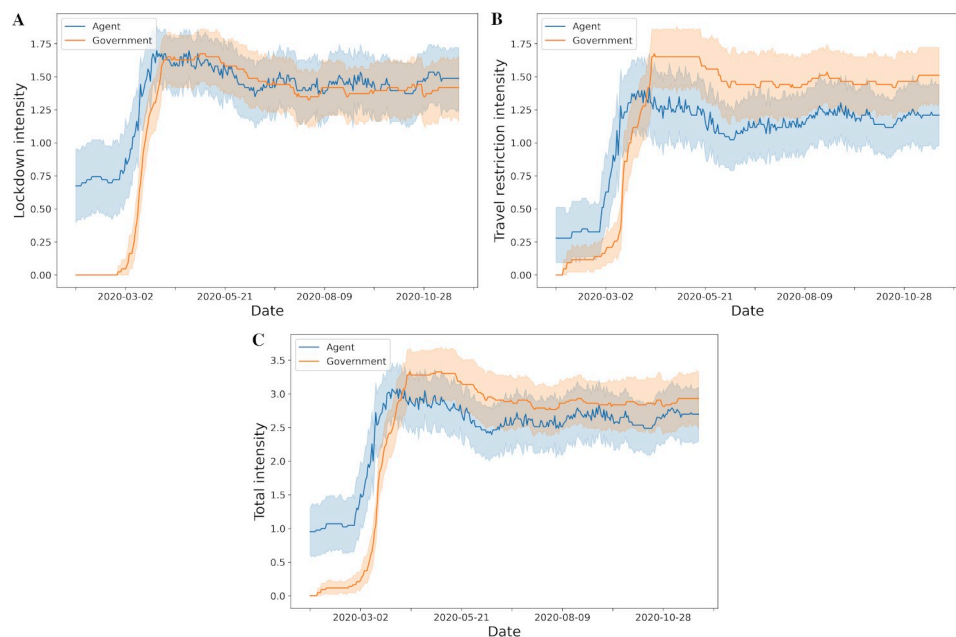 A
Agent
Government
1.75
1.50
1.25
1.00
0.75
0.50
0.25
0.00
Lockdown intensity
2020-03-02 2020-05-21 2020-08-09 2020-10-28
Date
B
Agent
Government
1.75
1.50
1.25
1.00
0.75
0.50
0.25
0.00
Travel restriction intensity
2020-03-02 2020-05-21 2020-08-09 2020-10-28
Date
C
Agent
Government
3.5
3.0
2.5
2.0
1.5
1.0
0.5
0.0
Total intensity
2020-03-02 2020-05-21 2020-08-09 2020-10-28
Date